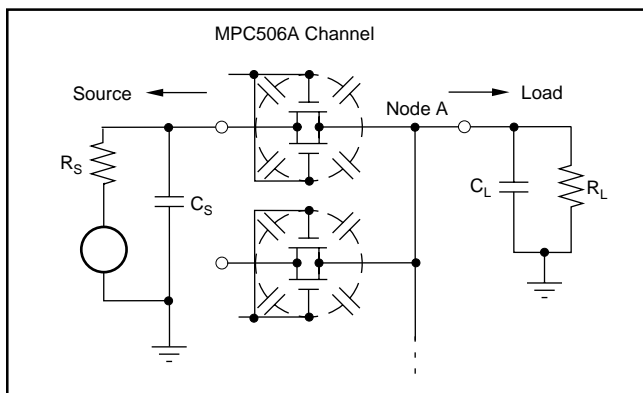 MPC506A Channel
Source
Load
Node A
R_S
C_S
C_L
R_L